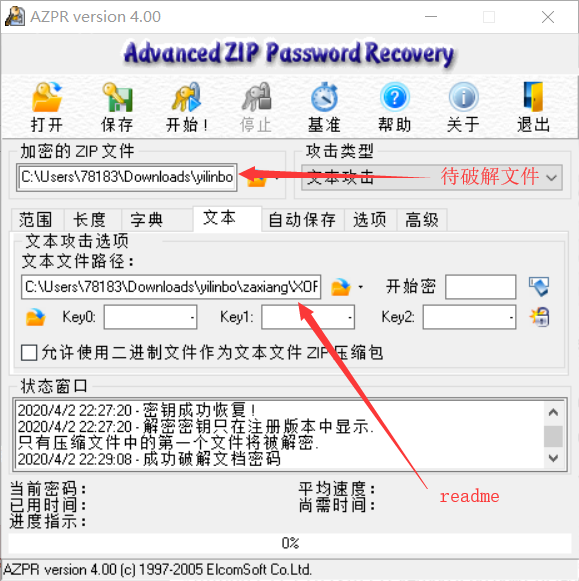 AZPR version 4.00
Advanced ZIP Password Recovery
打开 保存 开始！ 停止 基准 帮助 关于 退出
加密的 ZIP 文件 攻击类型
C:\Users\78183\Downloads\yilinbo 文本攻击 待破解文件
范围 长度 字典 文本 自动保存 选项 高级
文本攻击选项
文本文件路径：
C:\Users\78183\Downloads\yilinbo\zaxiang\XOF 开始密
Key0: - Key1: - Key2: -
允许使用二进制文件作为文本文件 ZIP 压缩包
状态窗口
2020/4/2 22:27:20 - 密钥成功恢复！
2020/4/2 22:27:20 - 解密密钥只在注册版本中显示.
只有压缩文件中的第一个文件将被解密.
2020/4/2 22:29:08 - 成功破解文档密码
当前密码： 平均速度：
readme
已用时间： 尚需时间：
进度指示：
0%
AZPR version 4.00 (c) 1997-2005 ElcomSoft Co.Ltd.